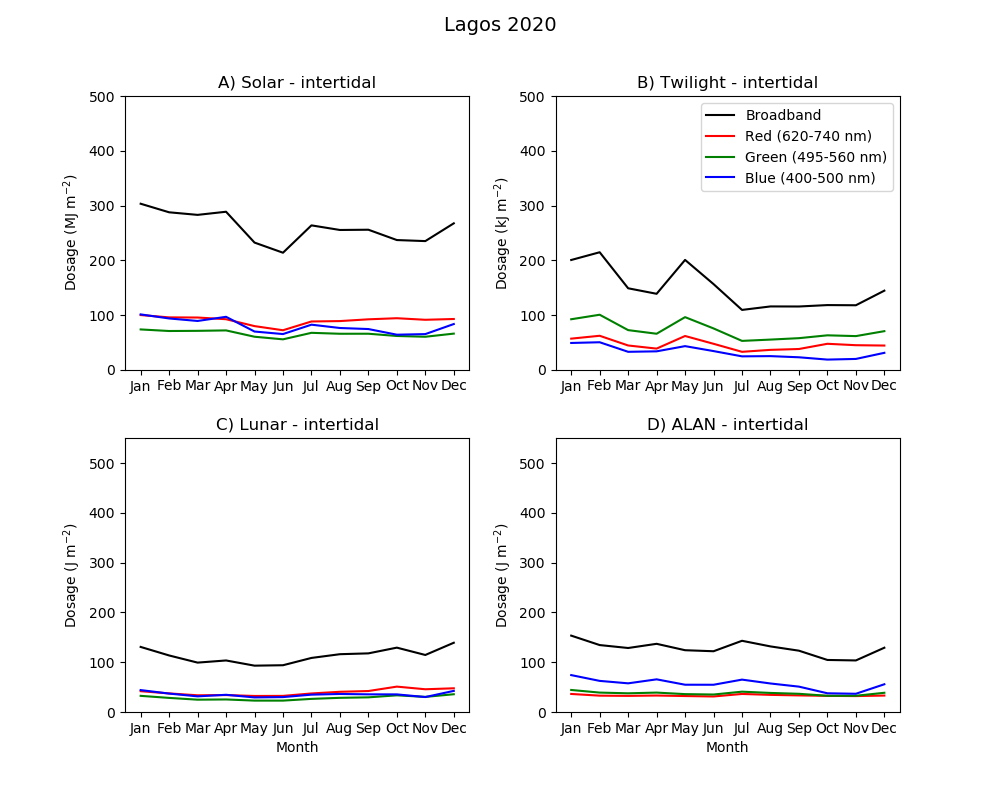 Lagos 2020
A) Solar - intertidal
B) Twilight - intertidal
500
400
300
200
100
0
Dosage (MJ m⁻²)
Jan Feb Mar Apr May Jun Jul Aug Sep Oct Nov Dec
500
400
300
200
100
0
Dosage (kJ m⁻²)
Broadband
Red (620-740 nm)
Green (495-560 nm)
Blue (400-500 nm)
Jan Feb Mar Apr May Jun Jul Aug Sep Oct Nov Dec
C) Lunar - intertidal
D) ALAN - intertidal
500
400
300
200
100
0
Dosage (J m⁻²)
Jan Feb Mar Apr May Jun Jul Aug Sep Oct Nov Dec
Month
500
400
300
200
100
0
Dosage (J m⁻²)
Jan Feb Mar Apr May Jun Jul Aug Sep Oct Nov Dec
Month